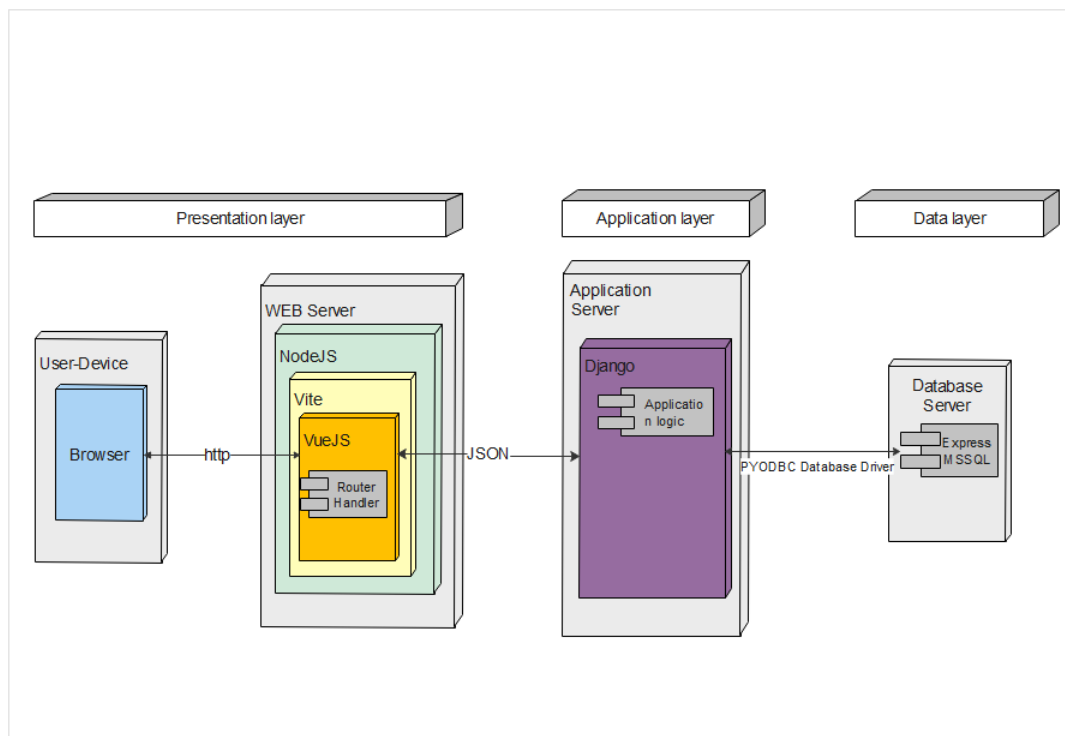 Presentation layer
Application layer
Data layer
User-Device
Browser
http
WEB Server
NodeJS
Vite
VueJS
Router
Handler
JSON
Application
Server
Django
Applicatio
n logic
PYODBC Database Driver
Database
Server
Express
MSSQL